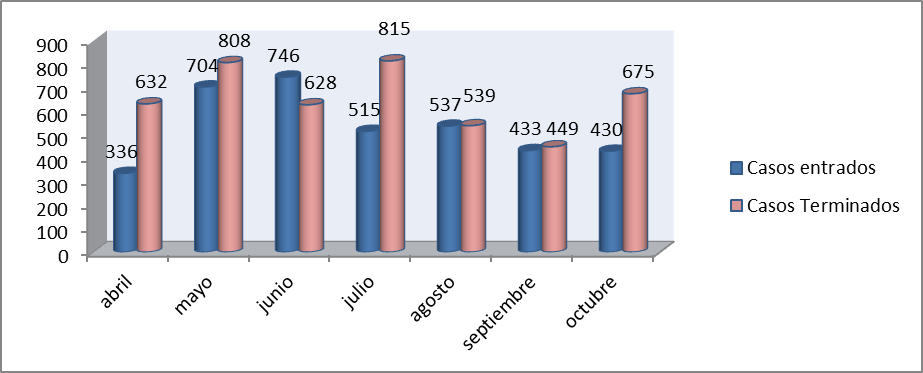 900
800
700
600
500
400
300
200
100
0
336
632
704
808
746
628
515
815
537
539
433
449
430
675
abril
mayo
junio
julio
agosto
septiembre
octubre
Casos entrados
Casos Terminados